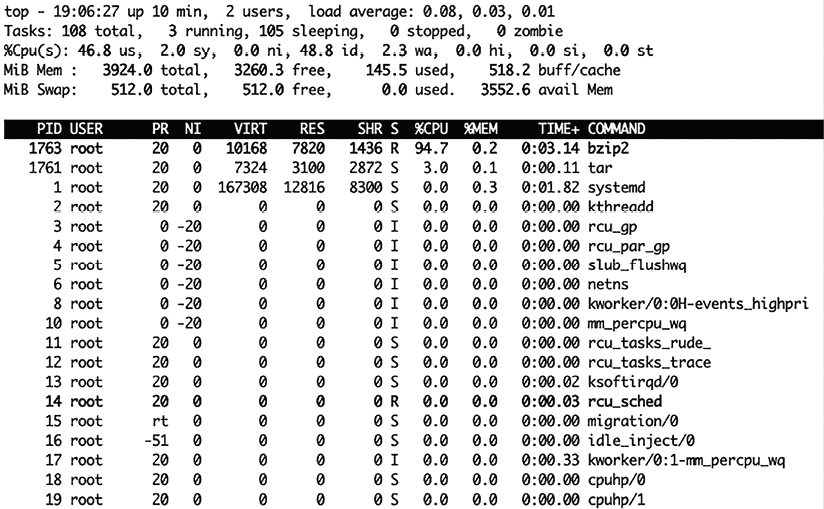 top - 19:06:27 up 10 min,  2 users,  load average: 0.08, 0.03, 0.01
Tasks: 108 total,   3 running, 105 sleeping,   0 stopped,   0 zombie
%Cpu(s): 46.8 us,  2.0 sy,  0.0 ni, 48.8 id,  2.3 wa,  0.0 hi,  0.0 si,  0.0 st
MiB Mem :   3924.0 total,   3260.3 free,    145.5 used,    518.2 buff/cache
MiB Swap:    512.0 total,    512.0 free,      0.0 used.   3552.6 avail Mem

    PID USER      PR  NI    VIRT    RES    SHR S  %CPU  %MEM     TIME+ COMMAND
   1763 root      20   0   10168   7820   1436 R  94.7   0.2   0:03.14 bzip2
   1761 root      20   0    7324   3100   2872 S   3.0   0.1   0:00.11 tar
      1 root      20   0  167308  12816   8300 S   0.0   0.3   0:01.82 systemd
      2 root      20   0       0      0      0 S   0.0   0.0   0:00.00 kthreadd
      3 root       0 -20       0      0      0 I   0.0   0.0   0:00.00 rcu_gp
      4 root       0 -20       0      0      0 I   0.0   0.0   0:00.00 rcu_par_gp
      5 root       0 -20       0      0      0 I   0.0   0.0   0:00.00 slub_flushwq
      6 root       0 -20       0      0      0 I   0.0   0.0   0:00.00 netns
      8 root       0 -20       0      0      0 I   0.0   0.0   0:00.00 kworker/0:0H-events_highpri
     10 root       0 -20       0      0      0 I   0.0   0.0   0:00.00 mm_percpu_wq
     11 root      20   0       0      0      0 S   0.0   0.0   0:00.00 rcu_tasks_rude_
     12 root      20   0       0      0      0 S   0.0   0.0   0:00.00 rcu_tasks_trace
     13 root      20   0       0      0      0 S   0.0   0.0   0:00.02 ksoftirqd/0
     14 root      20   0       0      0      0 R   0.0   0.0   0:00.03 rcu_sched
     15 root      rt   0       0      0      0 S   0.0   0.0   0:00.00 migration/0
     16 root     -51   0       0      0      0 S   0.0   0.0   0:00.00 idle_inject/0
     17 root      20   0       0      0      0 I   0.0   0.0   0:00.33 kworker/0:1-mm_percpu_wq
     18 root      20   0       0      0      0 S   0.0   0.0   0:00.00 cpuhp/0
     19 root      20   0       0      0      0 S   0.0   0.0   0:00.00 cpuhp/1